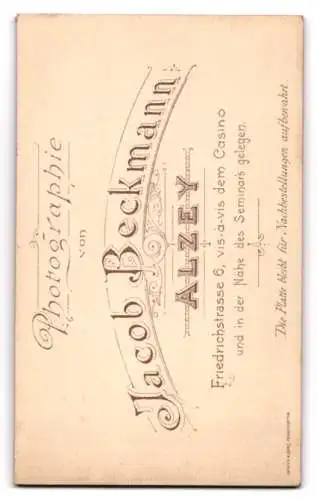 Photographie
von
Jacob Beckmann
ALZEY
Friedrichstrasse 6, vis-à-vis dem Casino
und in der Nähe des Seminars gelegen.
Die Platte bleibt für Nachbestellungen aufbewahrt.